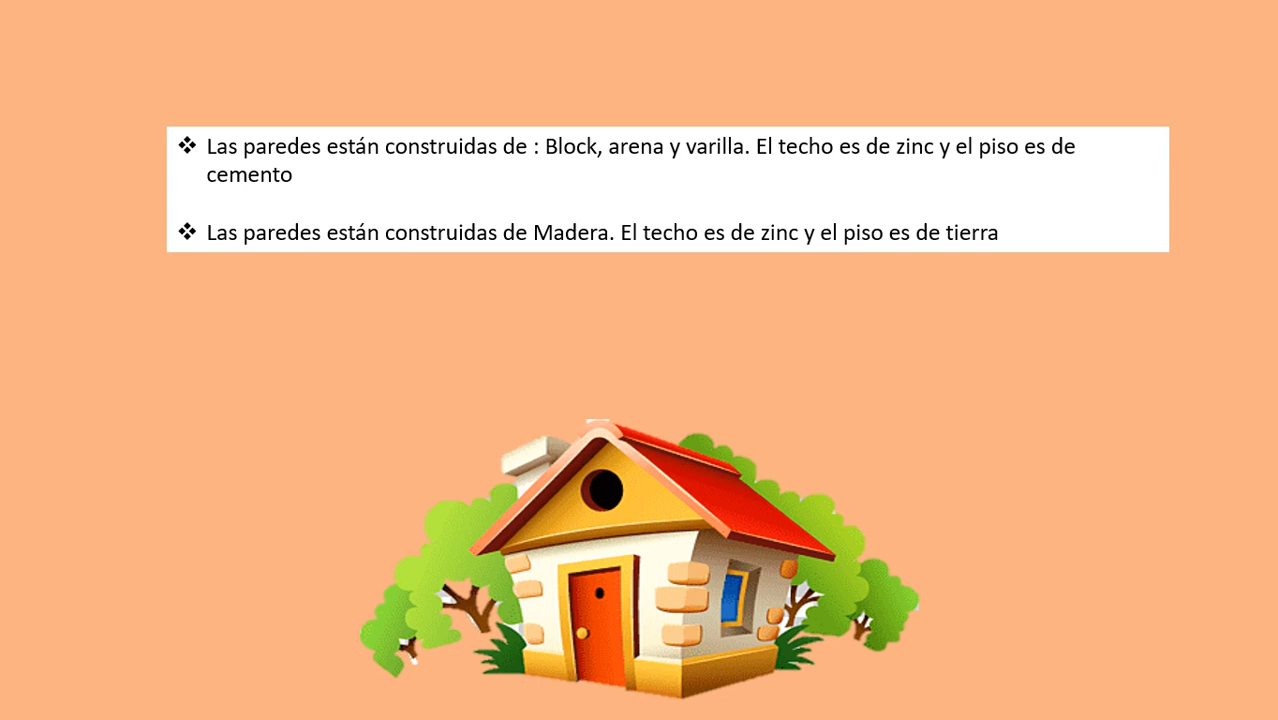 ❖ Las paredes están construidas de : Block, arena y varilla. El techo es de zinc y el piso es de
cemento
❖ Las paredes están construidas de Madera. El techo es de zinc y el piso es de tierra